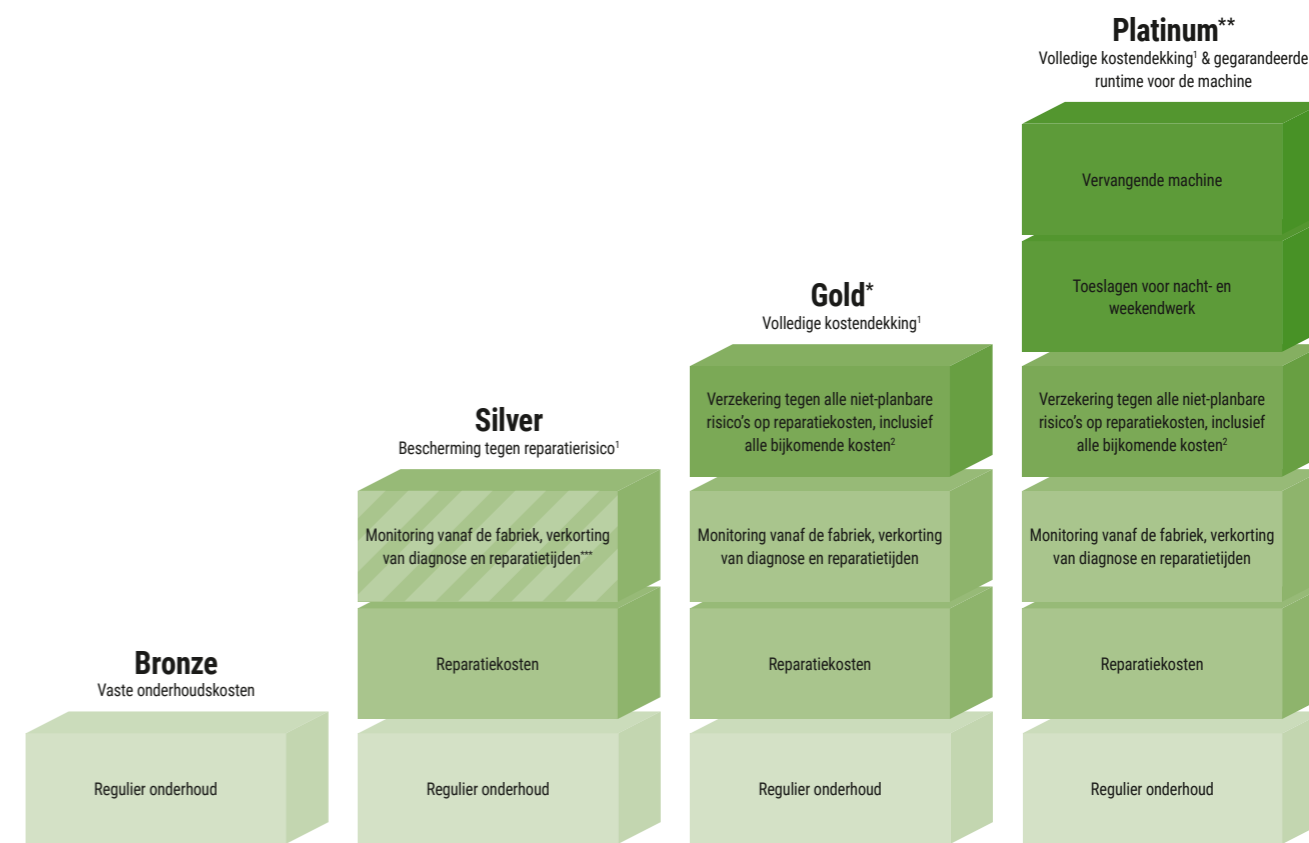 Platinum**
Volledige kostendekking¹ & gegarandeerde
runtime voor de machine
Vervangende machine
Toeslagen voor nacht- en
weekendwerk
Verzekering tegen alle niet-planbare
risico's op reparatiekosten, inclusief
alle bijkomende kosten²
Monitoring vanaf de fabriek, verkorting
van diagnose en reparatietijden
Reparatiekosten
Regulier onderhoud
Gold*
Volledige kostendekking¹
Verzekering tegen alle niet-planbare
risico's op reparatiekosten, inclusief
alle bijkomende kosten²
Monitoring vanaf de fabriek, verkorting
van diagnose en reparatietijden
Reparatiekosten
Regulier onderhoud
Silver
Bescherming tegen reparatierisico¹
Monitoring vanaf de fabriek, verkorting
van diagnose en reparatietijden***
Reparatiekosten
Regulier onderhoud
Bronze
Vaste onderhoudskosten
Regulier onderhoud